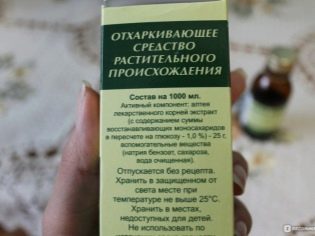 ОТХАРКИВАЮЩЕЕ
СРЕДСТВО
РАСТИТЕЛЬНОГО
ПРОИСХОЖДЕНИЯ
Состав на 1000 мл.
Активный компонент: алтея
лекарственного корней экстракт
(с содержанием суммы
восстанавливающих моносахаридов
в пересчете на глюкозу - 1,0 %) - 25 г
вспомогательные вещества
(натрия бензоат, сахароза,
вода очищенная).
Отпускается без рецепта.
Хранить в защищенном от
света месте при
температуре не выше 25°С.
Хранить в местах,
недоступных для детей.
Не использовать по